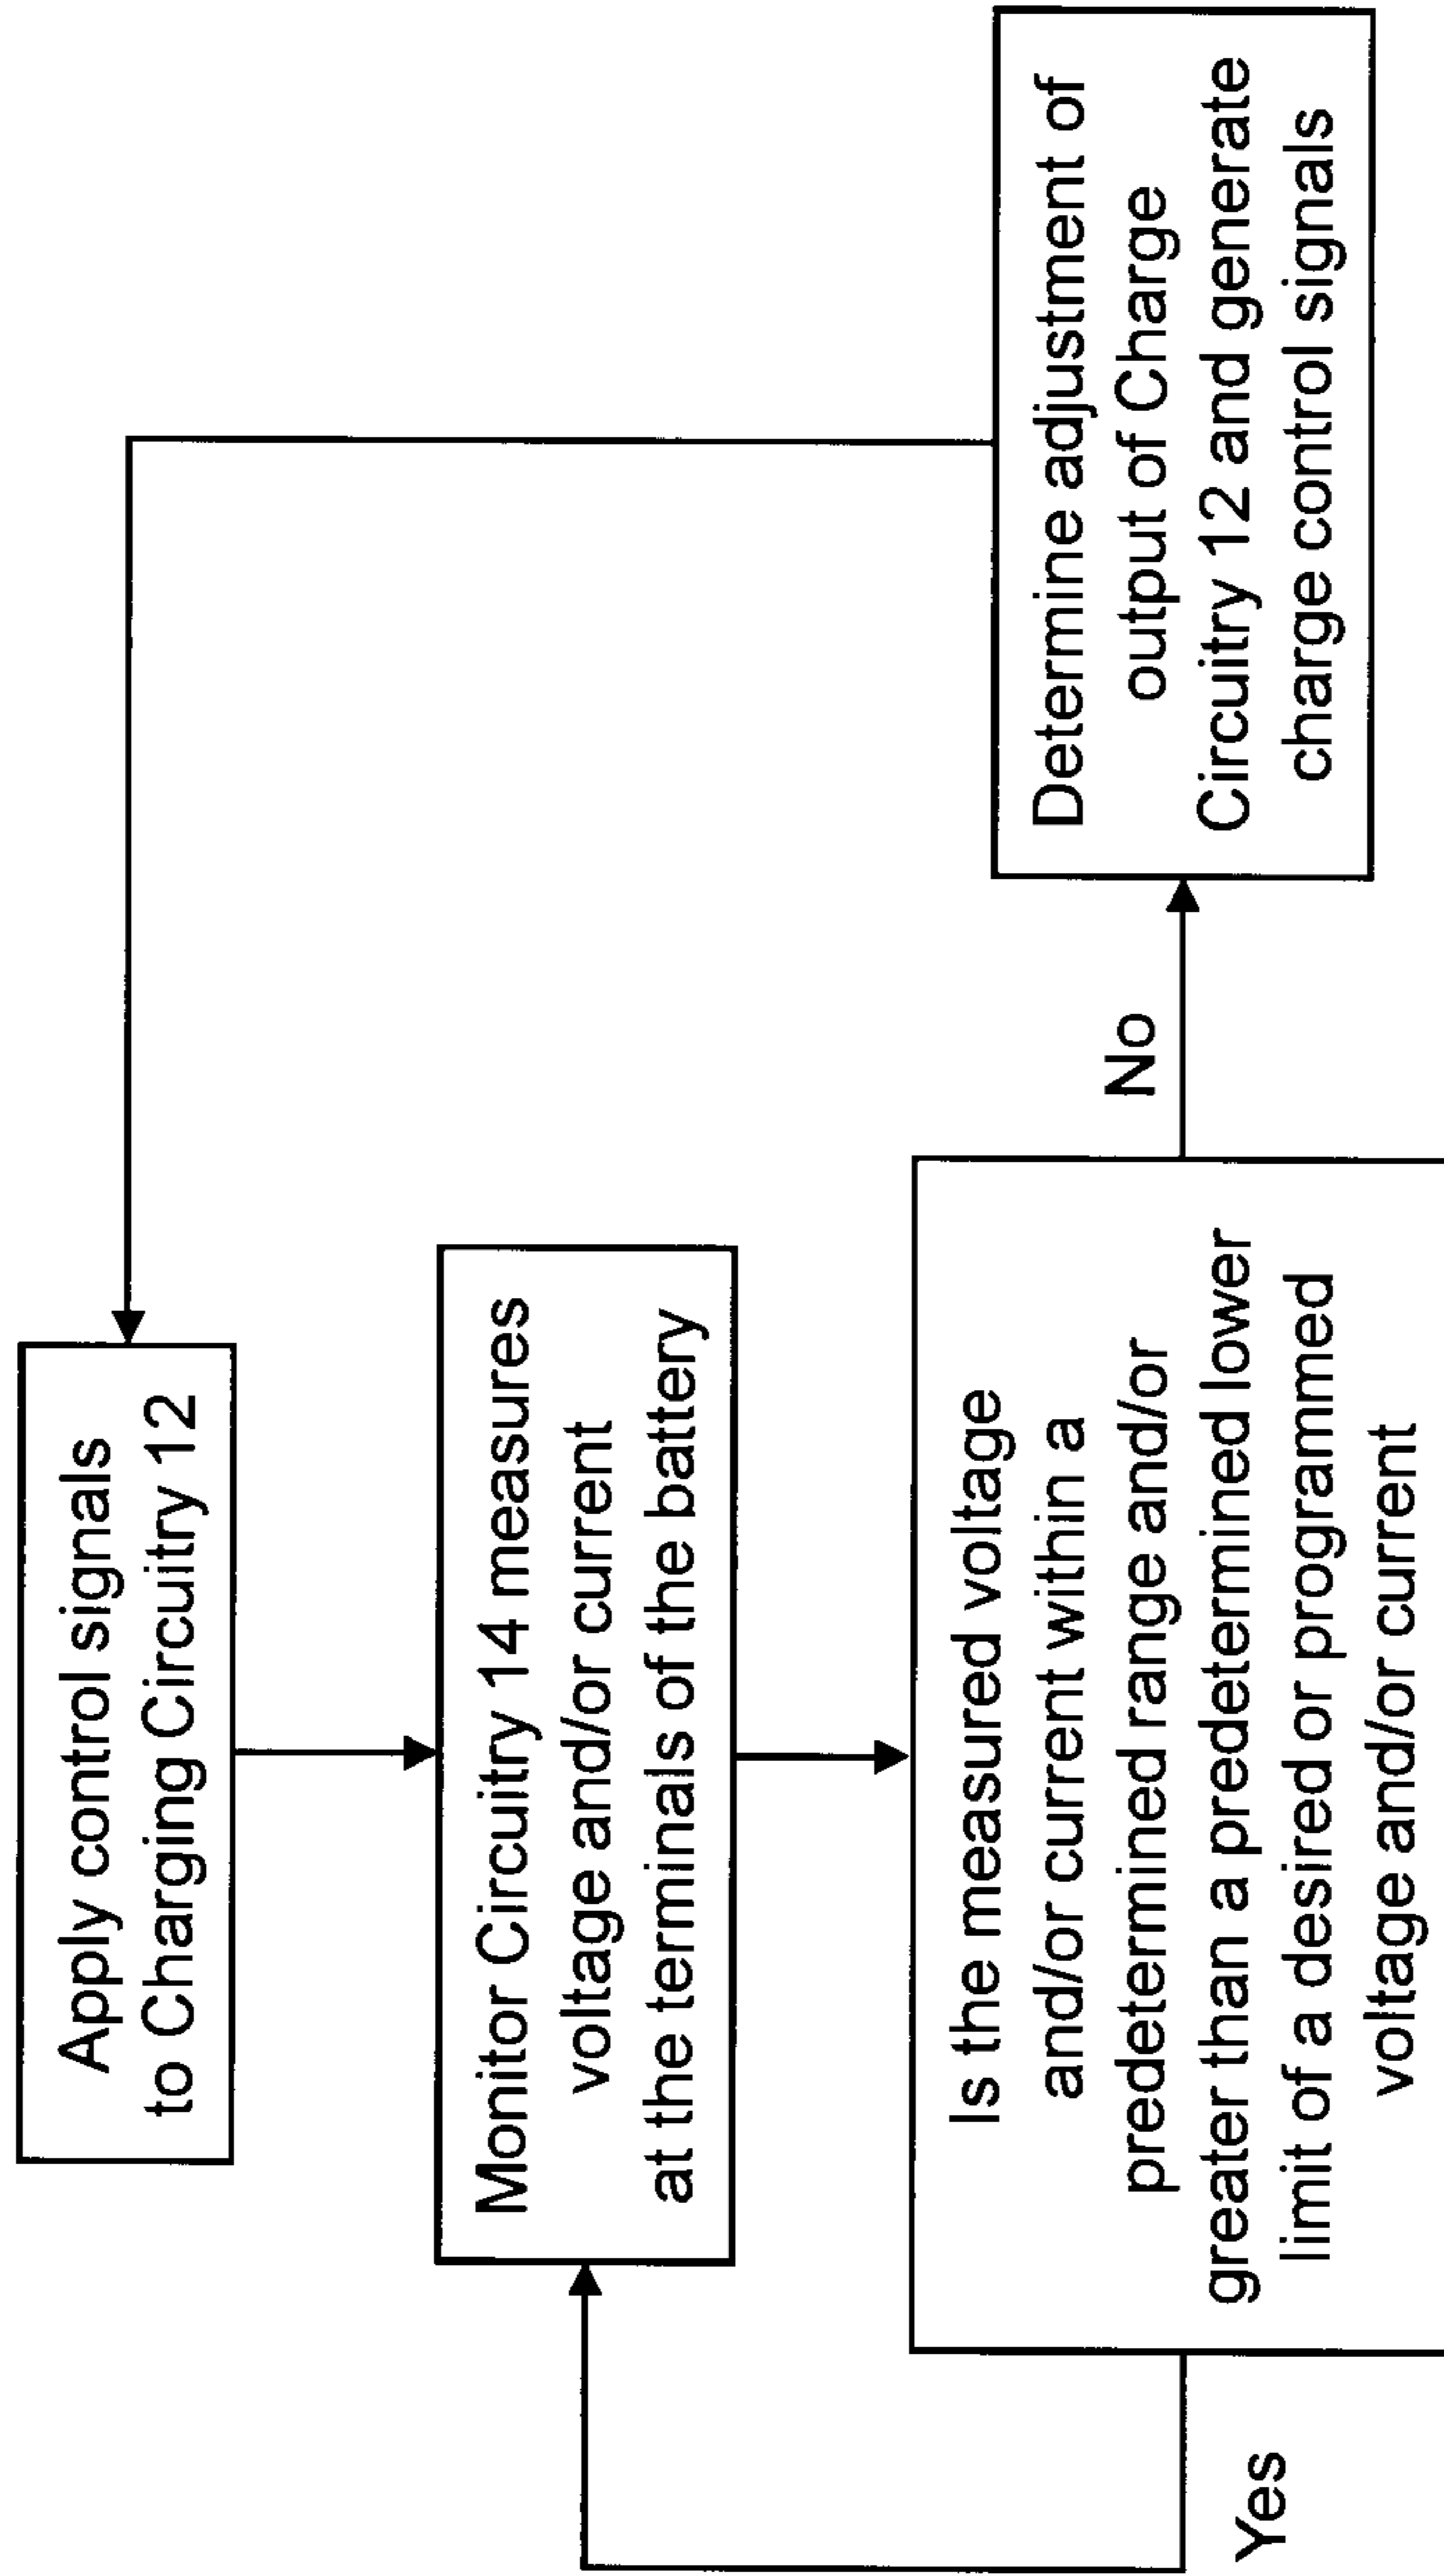 Apply control signals
to Charging Circuitry 12
Monitor Circuitry 14 measures
voltage and/or current
at the terminals of the battery
Is the measured voltage
and/or current within a
predetermined range and/or
greater than a predetermined lower
limit of a desired or programmed
voltage and/or current
Yes
No
Determine adjustment of
output of Charge
Circuitry 12 and generate
charge control signals